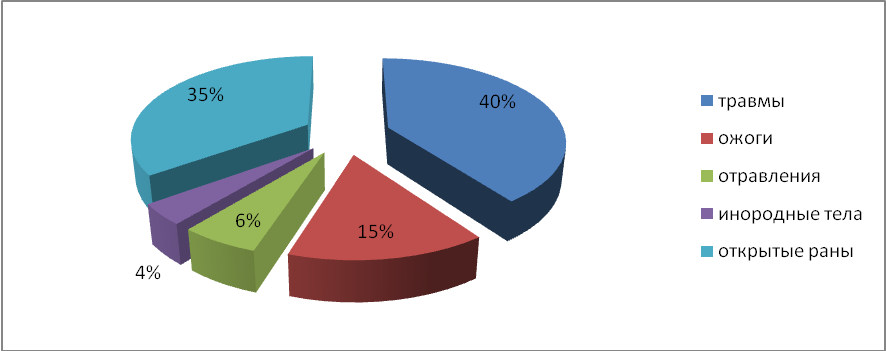 35%
40%
6%
15%
4%
травмы
ожоги
отравления
инородные тела
открытые раны